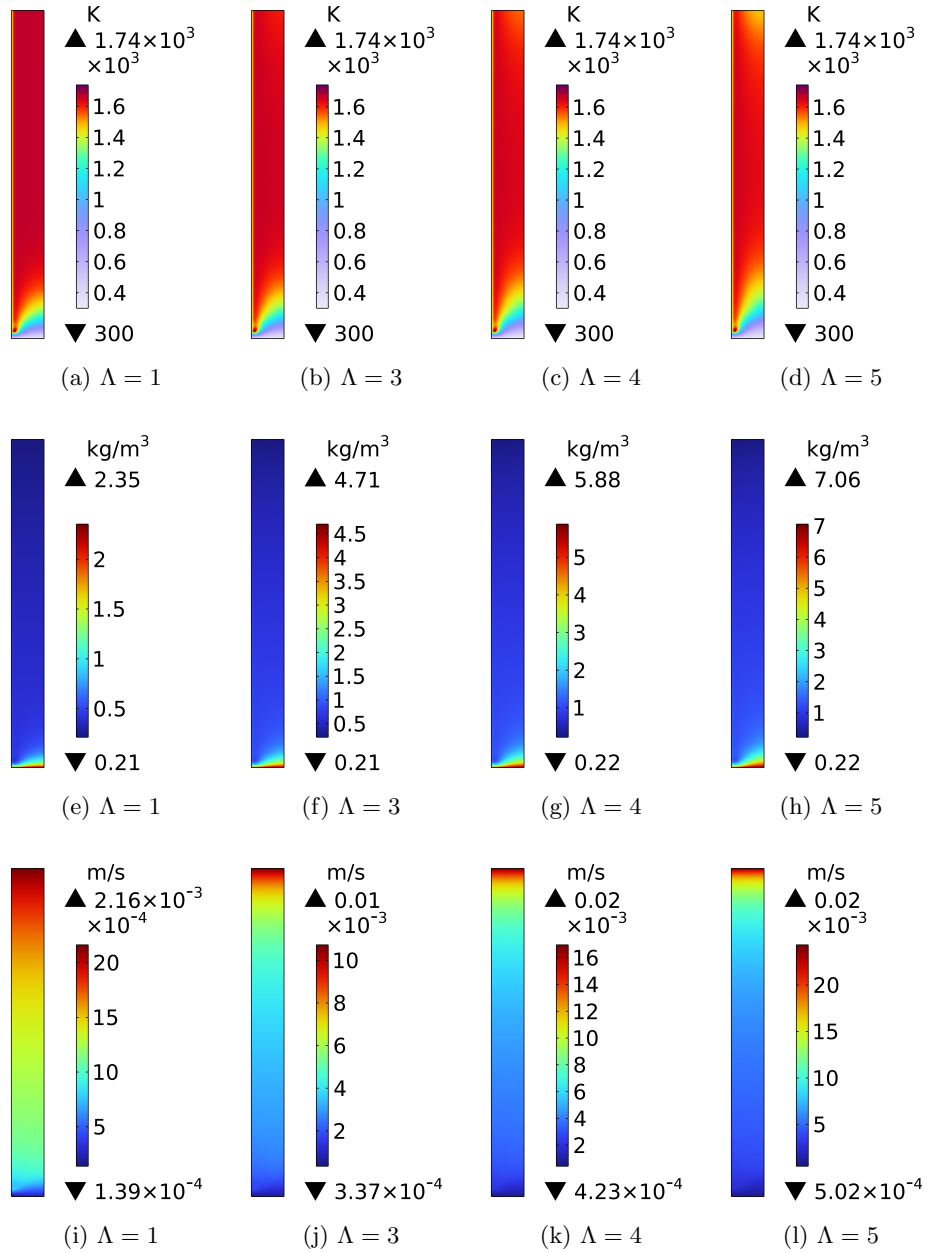 K K K K
▲ 1.74×10³ ▲ 1.74×10³ ▲ 1.74×10³ ▲ 1.74×10³
×10³ ×10³ ×10³ ×10³
1.6 1.6 1.6 1.6
1.4 1.4 1.4 1.4
1.2 1.2 1.2 1.2
1 1 1 1
0.8 0.8 0.8 0.8
0.6 0.6 0.6 0.6
0.4 0.4 0.4 0.4
▼ 300 ▼ 300 ▼ 300 ▼ 300
(a) Λ = 1 (b) Λ = 3 (c) Λ = 4 (d) Λ = 5
kg/m³ kg/m³ kg/m³ kg/m³
▲ 2.35 ▲ 4.71 ▲ 5.88 ▲ 7.06
2 4.5 5 7
1.5 4 4 6
1 3.5 3 5
0.5 3 2 4
2.5 1 3
2 2
1.5 1
1
0.5
▼ 0.21 ▼ 0.21 ▼ 0.22 ▼ 0.22
(e) Λ = 1 (f) Λ = 3 (g) Λ = 4 (h) Λ = 5
m/s m/s m/s m/s
▲ 2.16×10⁻³ ▲ 0.01 ▲ 0.02 ▲ 0.02
×10⁻⁴ ×10⁻³ ×10⁻³ ×10⁻³
20 10 16 20
15 8 14 15
10 6 12 10
5 4 10 5
2 8
6
4
2
▼ 1.39×10⁻⁴ ▼ 3.37×10⁻⁴ ▼ 4.23×10⁻⁴ ▼ 5.02×10⁻⁴
(i) Λ = 1 (j) Λ = 3 (k) Λ = 4 (l) Λ = 5